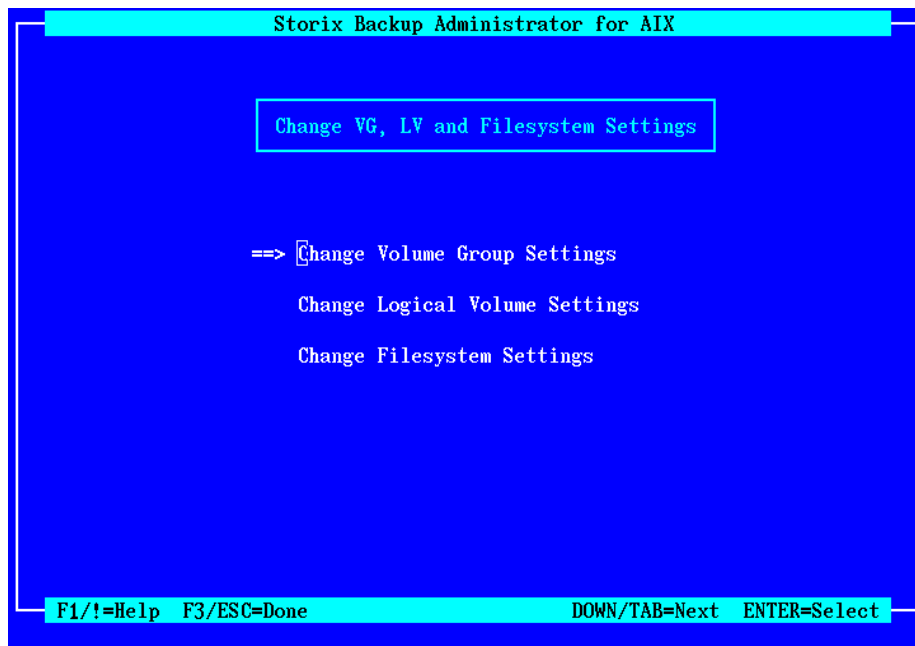 Storix Backup Administrator for AIX
Change VG, LV and Filesystem Settings
==> Change Volume Group Settings
Change Logical Volume Settings
Change Filesystem Settings
F1/!=Help F3/ESC=Done DOWN/TAB=Next ENTER=Select